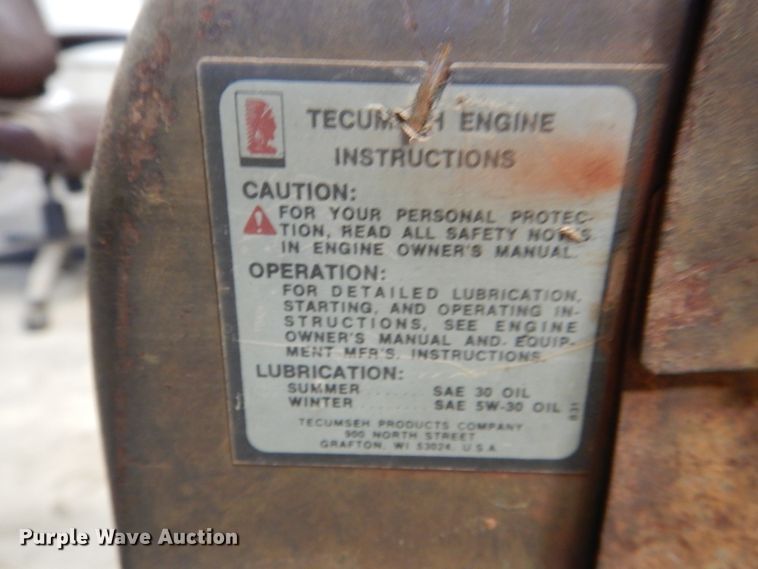 TECUMSEH ENGINE
INSTRUCTIONS
CAUTION:
FOR YOUR PERSONAL PROTEC-
TION, READ ALL SAFETY NOTES
IN ENGINE OWNER'S MANUAL.
OPERATION:
FOR DETAILED LUBRICATION,
STARTING, AND OPERATING IN-
STRUCTIONS, SEE ENGINE
OWNER'S MANUAL AND EQUIP-
MENT MFR'S. INSTRUCTIONS.
LUBRICATION:
SUMMER ....... SAE 30 OIL
WINTER ....... SAE 5W-30 OIL
TECUMSEH PRODUCTS COMPANY
900 NORTH STREET
GRAFTON, WI 53024, U.S.A.
Purple Wave Auction